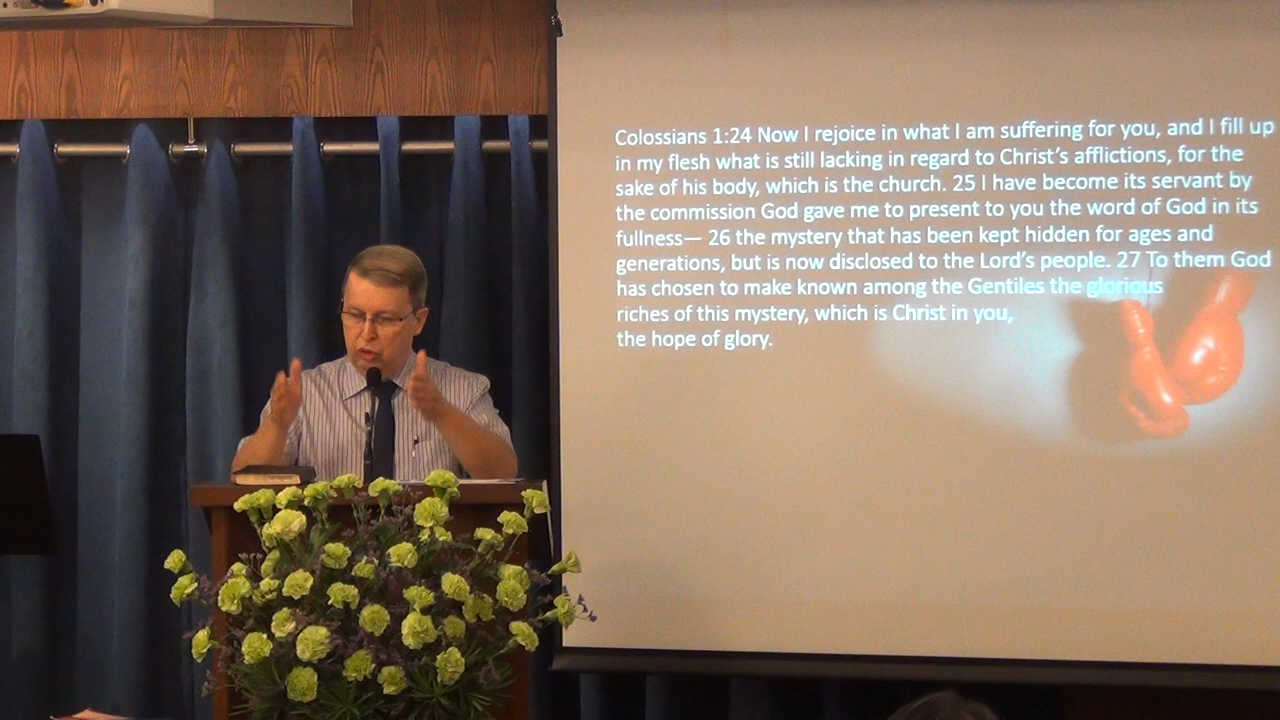 Colossians 1:24 Now I rejoice in what I am suffering for you, and I fill up
in my flesh what is still lacking in regard to Christ’s afflictions, for the
sake of his body, which is the church. 25 I have become its servant by
the commission God gave me to present to you the word of God in its
fullness— 26 the mystery that has been kept hidden for ages and
generations, but is now disclosed to the Lord’s people. 27 To them God
has chosen to make known among the Gentiles the glorious
riches of this mystery, which is Christ in you,
the hope of glory.